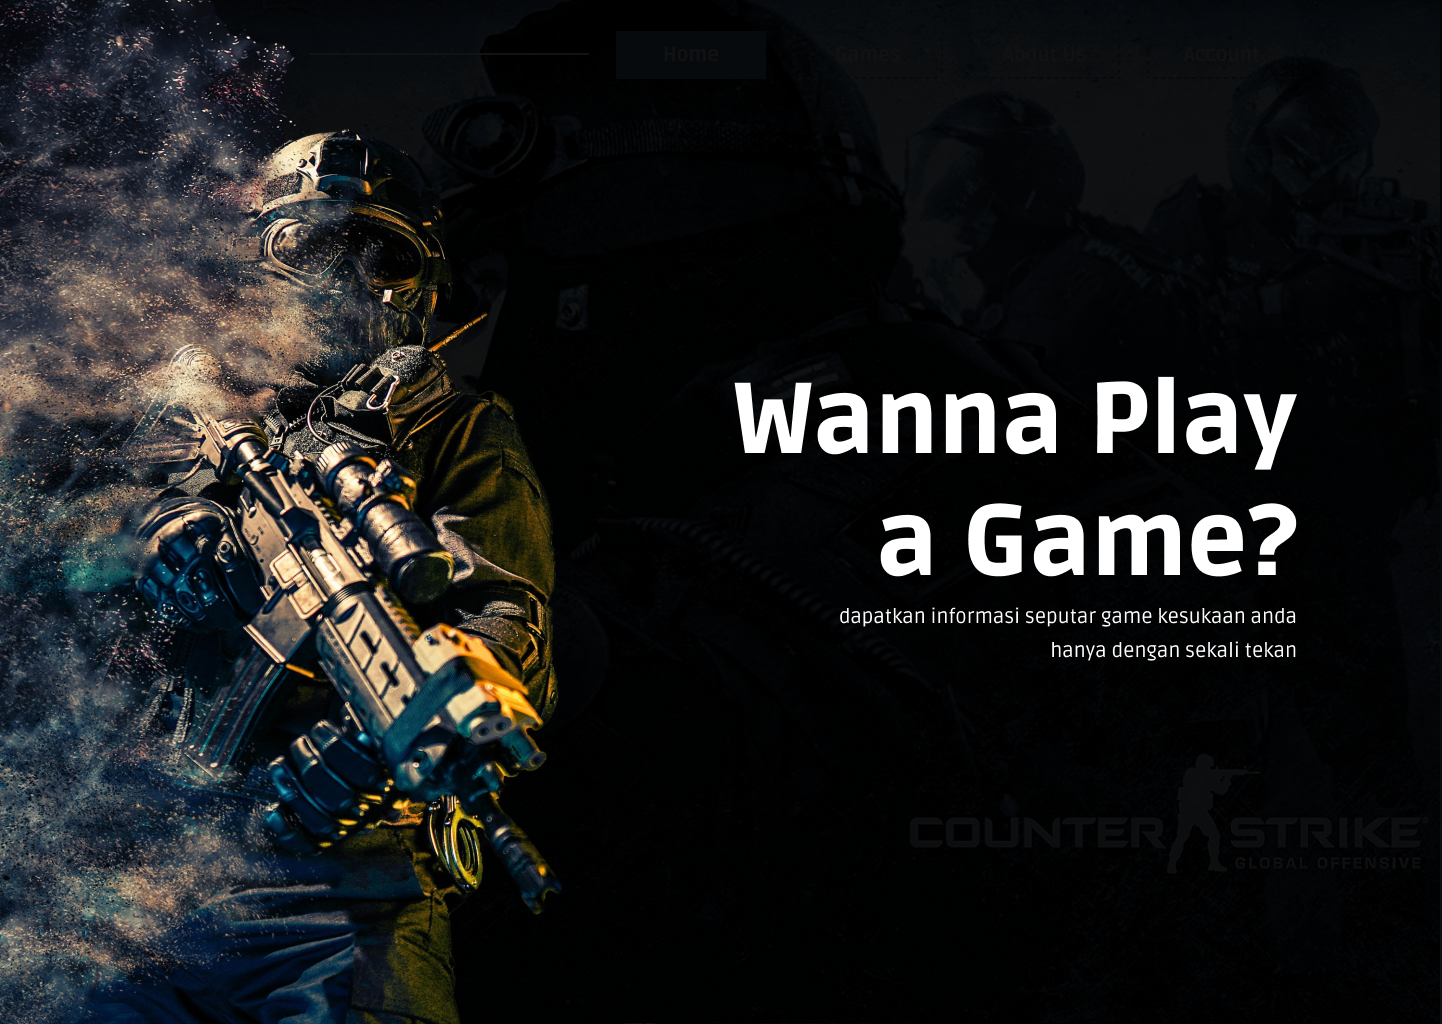 Home
Games
About Us
Account
Wanna Play
a Game?
dapatkan informasi seputar game kesukaan anda
hanya dengan sekali tekan
COUNTER STRIKE
GLOBAL OFFENSIVE